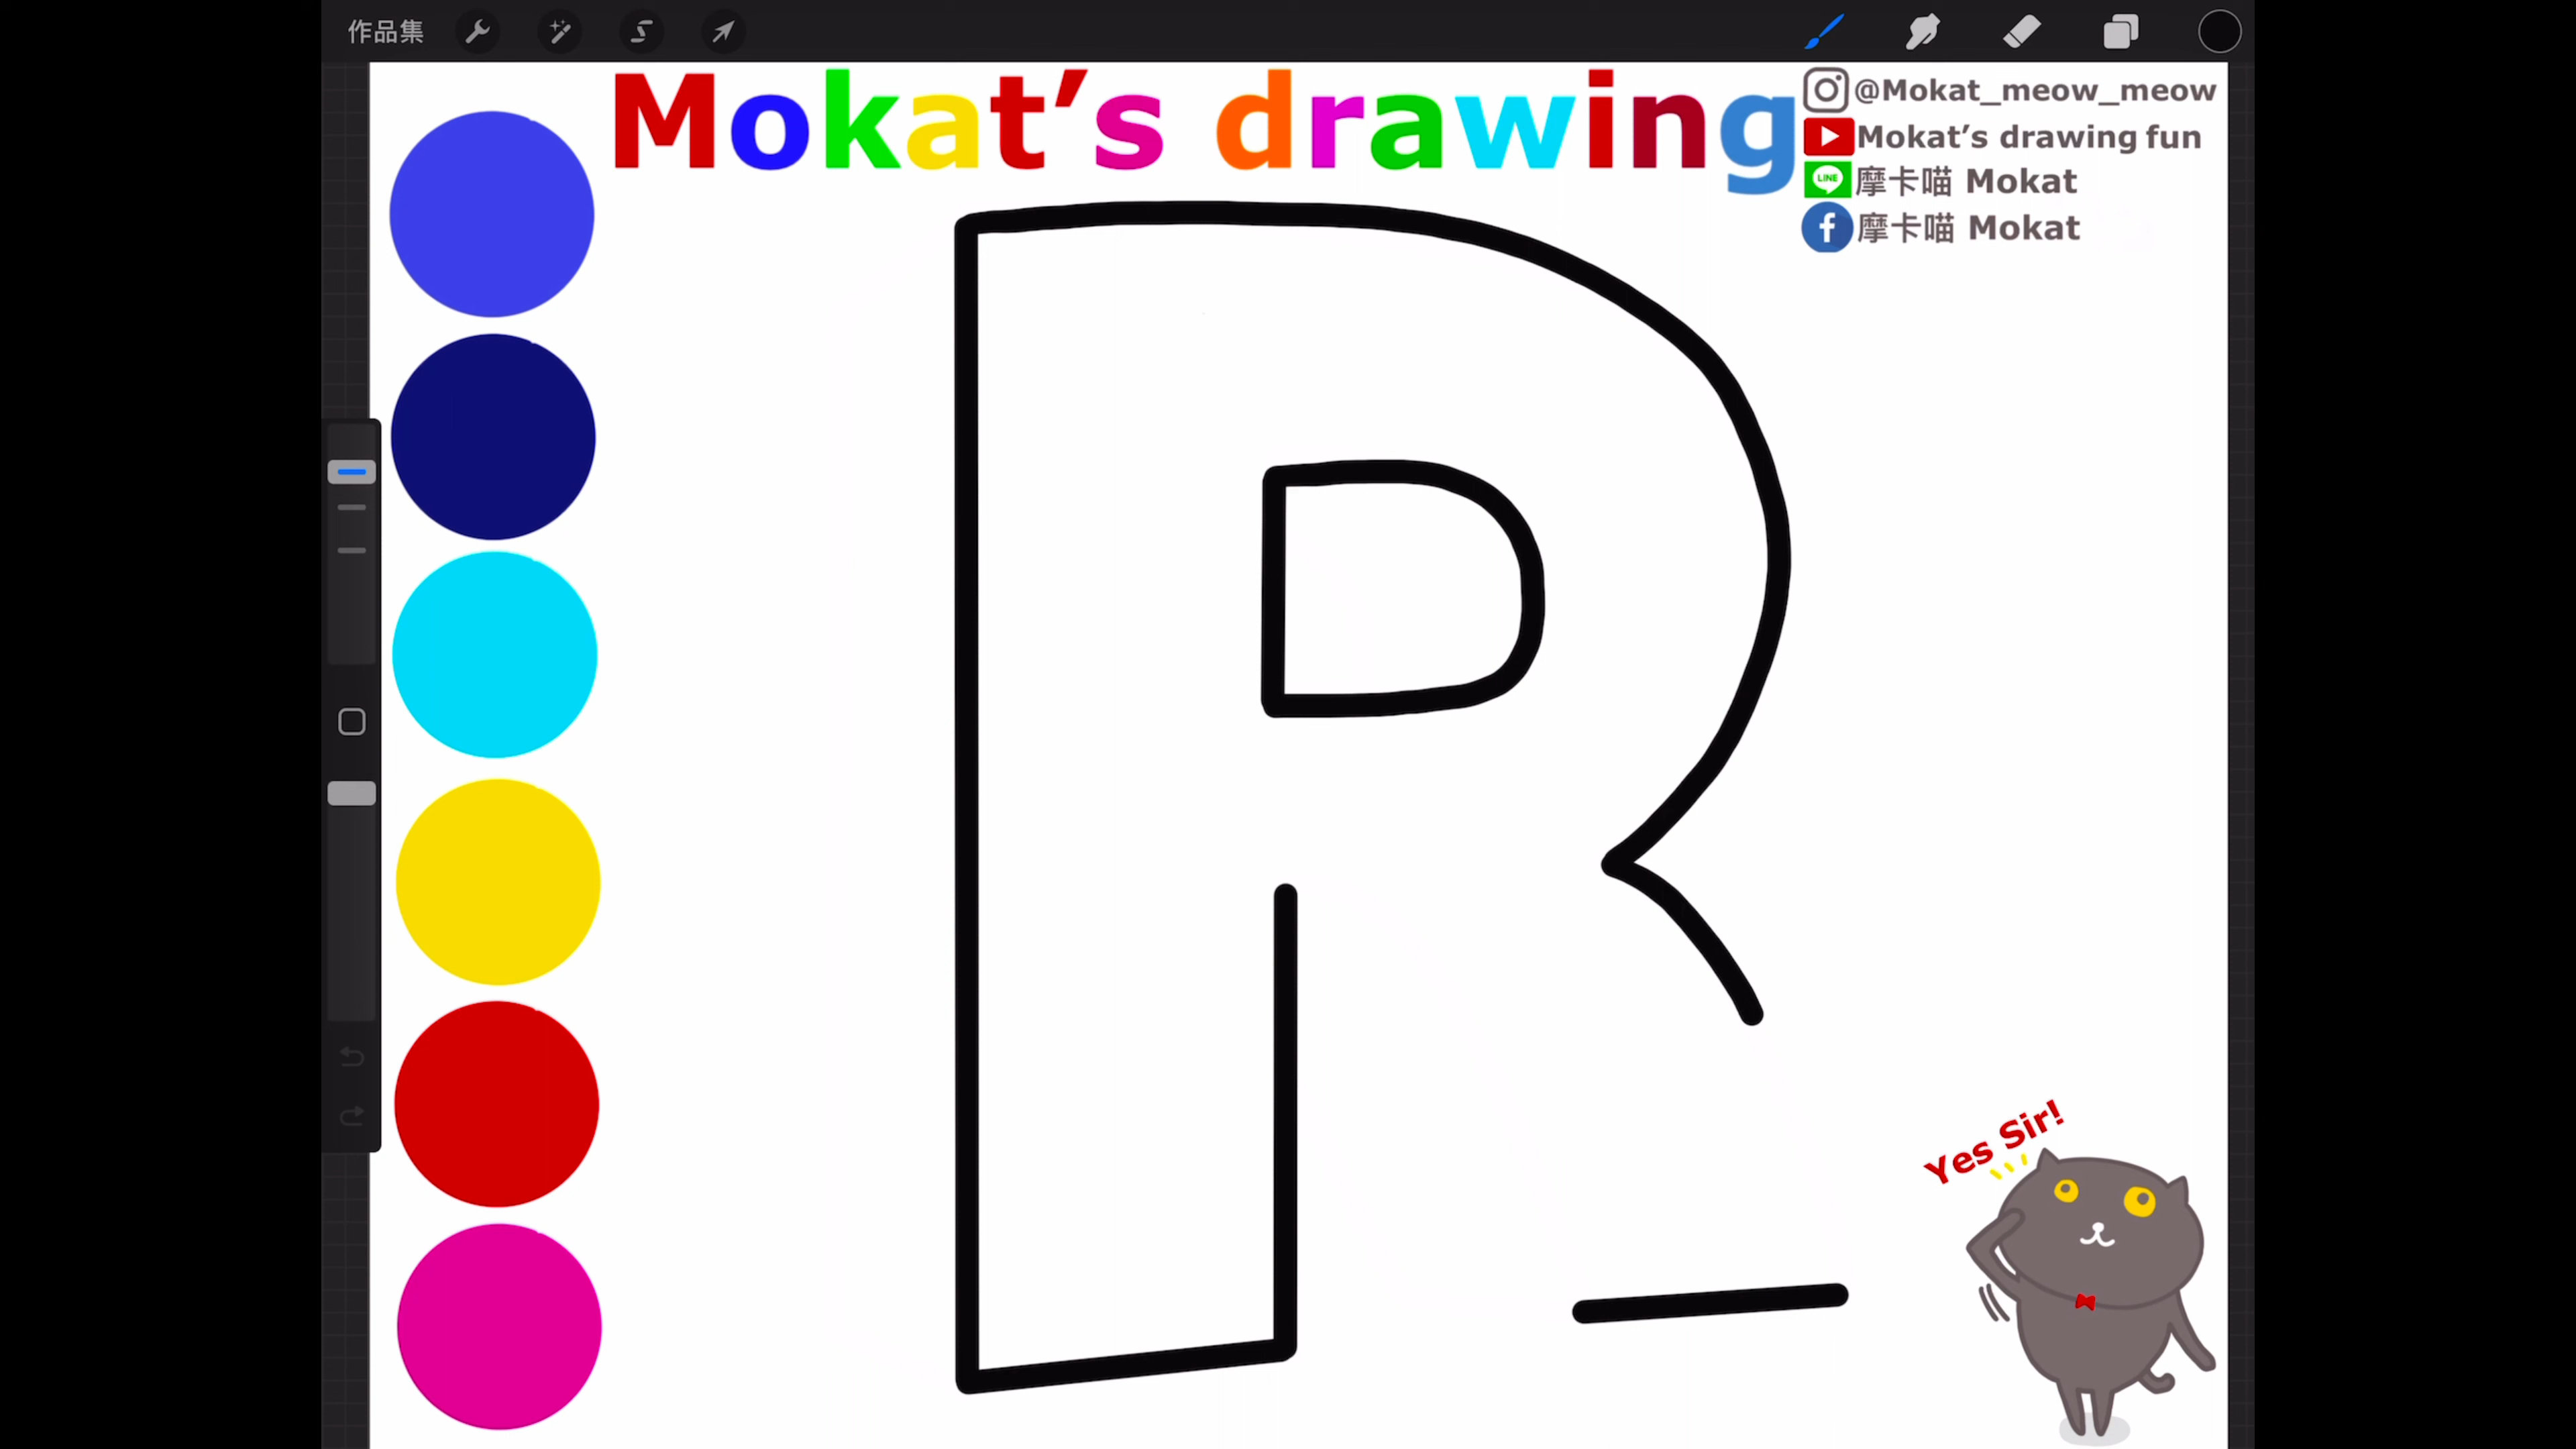 作品集
Mokat’s drawing
@Mokat_meow_meow
Mokat’s drawing fun
LINE
摩卡喵 Mokat
摩卡喵 Mokat
R
Yes Sir!